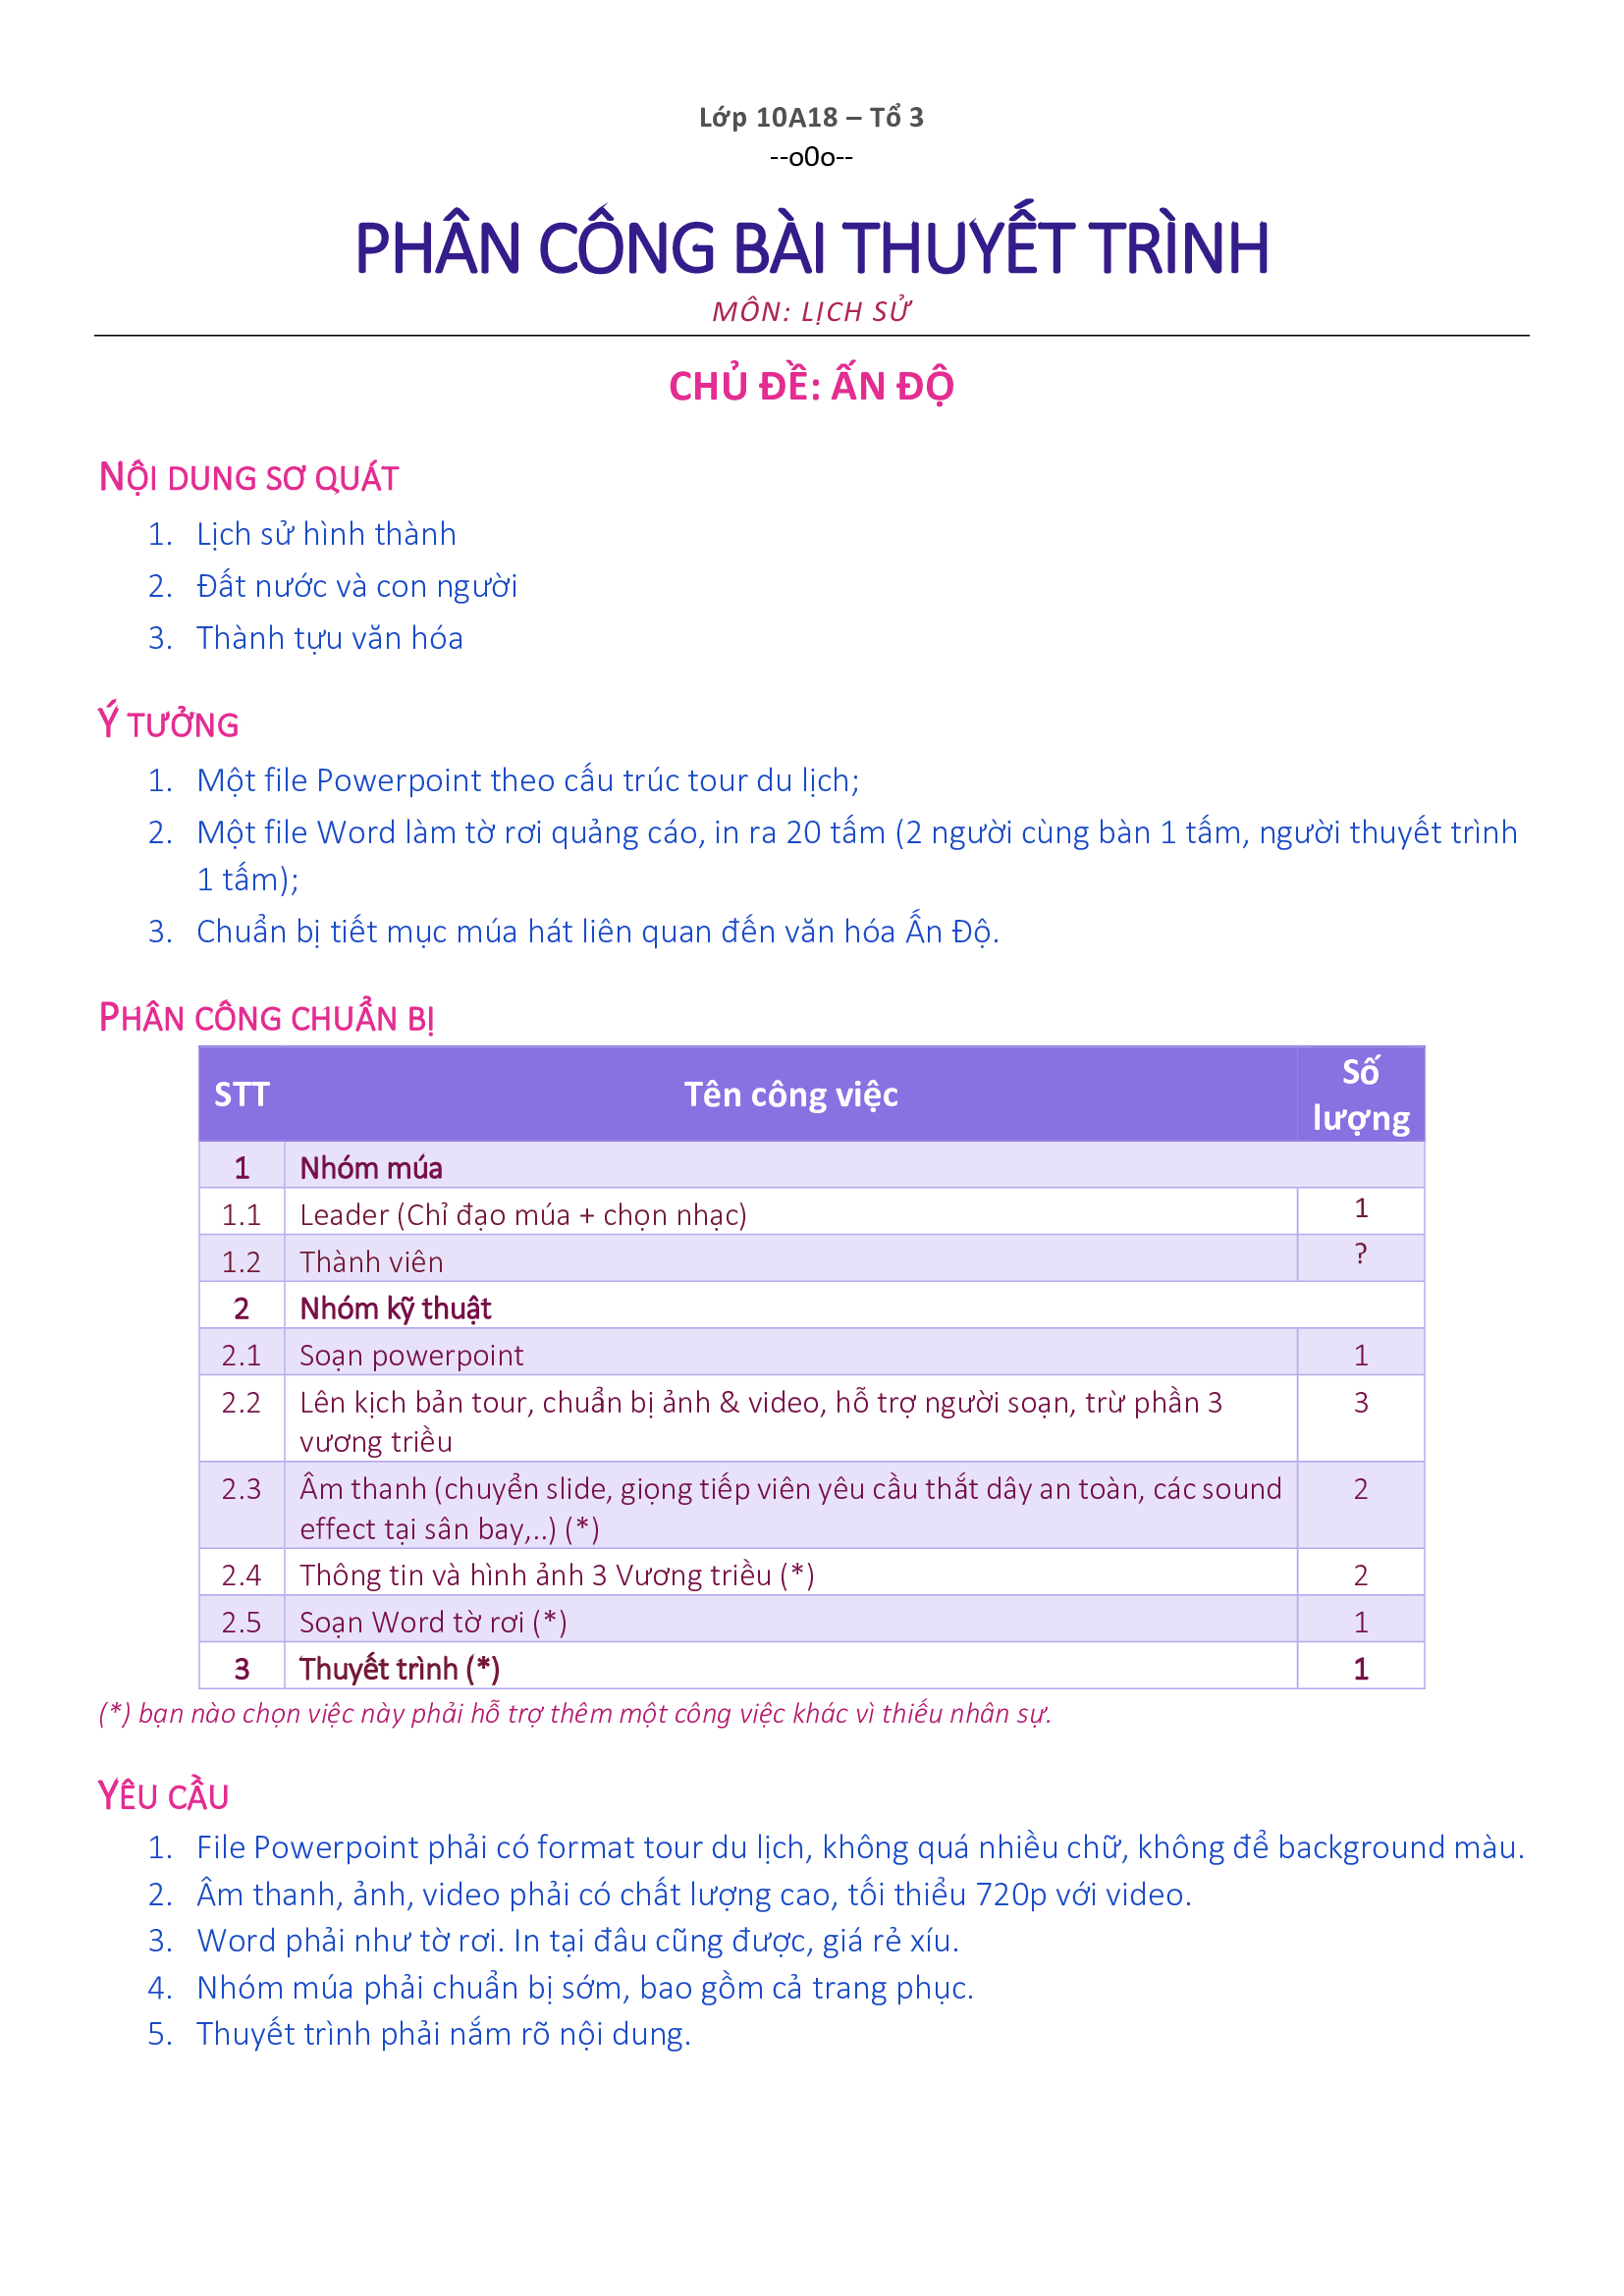 Lớp 10A18 – Tổ 3
--o0o--
PHÂN CÔNG BÀI THUYẾT TRÌNH
MÔN: LỊCH SỬ
CHỦ ĐỀ: ẤN ĐỘ
NỘI DUNG SƠ QUÁT
1. Lịch sử hình thành
2. Đất nước và con người
3. Thành tựu văn hóa
Ý TƯỞNG
1. Một file Powerpoint theo cấu trúc tour du lịch;
2. Một file Word làm tờ rơi quảng cáo, in ra 20 tấm (2 người cùng bàn 1 tấm, người thuyết trình
1 tấm);
3. Chuẩn bị tiết mục múa hát liên quan đến văn hóa Ấn Độ.
PHÂN CÔNG CHUẨN BỊ
STT Tên công việc Số lượng
1 Nhóm múa
1.1 Leader (Chỉ đạo múa + chọn nhạc) 1
1.2 Thành viên ?
2 Nhóm kỹ thuật
2.1 Soạn powerpoint 1
2.2 Lên kịch bản tour, chuẩn bị ảnh & video, hỗ trợ người soạn, trừ phần 3 3
vương triều
2.3 Âm thanh (chuyển slide, giọng tiếp viên yêu cầu thắt dây an toàn, các sound 2
effect tại sân bay,..) (*)
2.4 Thông tin và hình ảnh 3 Vương triều (*) 2
2.5 Soạn Word tờ rơi (*) 1
3 Thuyết trình (*) 1
(*) bạn nào chọn việc này phải hỗ trợ thêm một công việc khác vì thiếu nhân sự.
YÊU CẦU
1. File Powerpoint phải có format tour du lịch, không quá nhiều chữ, không để background màu.
2. Âm thanh, ảnh, video phải có chất lượng cao, tối thiểu 720p với video.
3. Word phải như tờ rơi. In tại đâu cũng được, giá rẻ xíu.
4. Nhóm múa phải chuẩn bị sớm, bao gồm cả trang phục.
5. Thuyết trình phải nắm rõ nội dung.